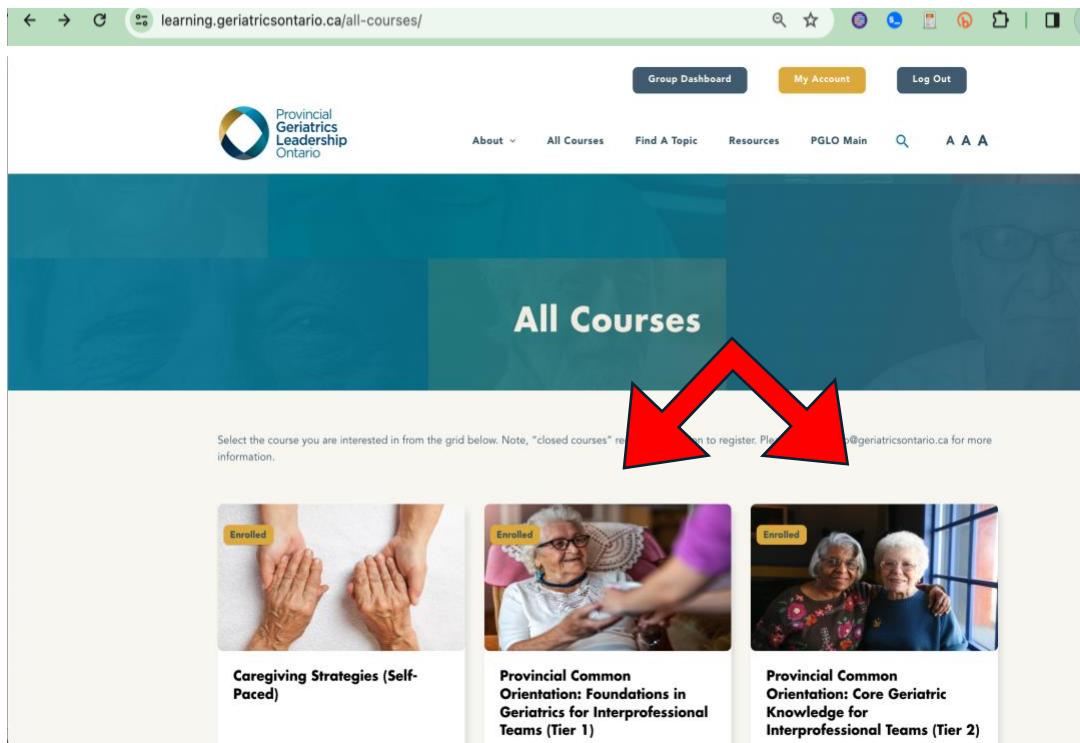 learning.geriatricsontario.ca/all-courses/
Group Dashboard My Account Log Out
Provincial
Geriatrics
Leadership
Ontario
About All Courses Find A Topic Resources PGLO Main A A A
All Courses
Select the course you are interested in from the grid below. Note, "closed courses" to register. @geriatricsontario.ca for more
information.
Enrolled Enrolled Enrolled
Caregiving Strategies (Self-
Paced)
Provincial Common
Orientation: Foundations in
Geriatrics for Interprofessional
Teams (Tier 1)
Provincial Common
Orientation: Core Geriatric
Knowledge for
Interprofessional Teams (Tier 2)